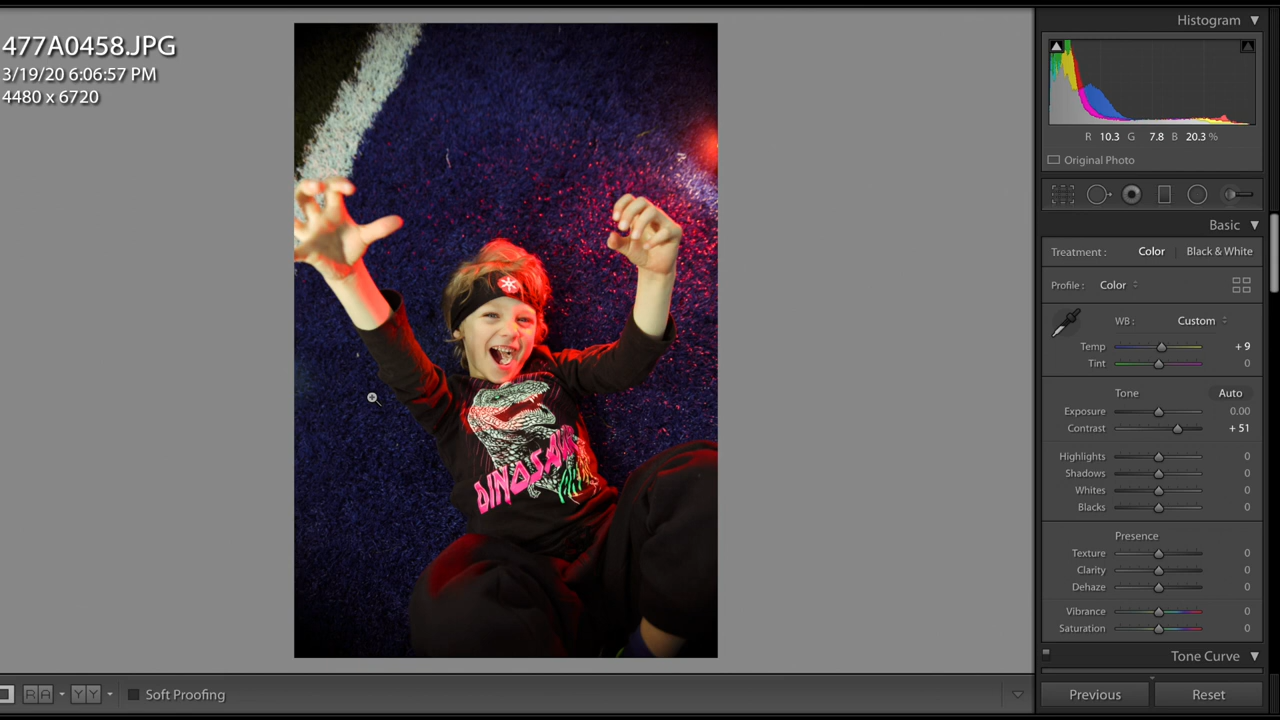 477A0458.JPG
3/19/20 6:06:57 PM
4480 x 6720
DINOSAUR
Histogram
R 10.3 G 7.8 B 20.3 %
Original Photo
Basic
Treatment : Color Black & White
Profile : Color
WB : Custom
Temp + 9
Tint 0
Tone Auto
Exposure 0.00
Contrast + 51
Highlights 0
Shadows 0
Whites 0
Blacks 0
Presence
Texture 0
Clarity 0
Dehaze 0
Vibrance 0
Saturation 0
Tone Curve
R A Y Y Soft Proofing
Previous Reset